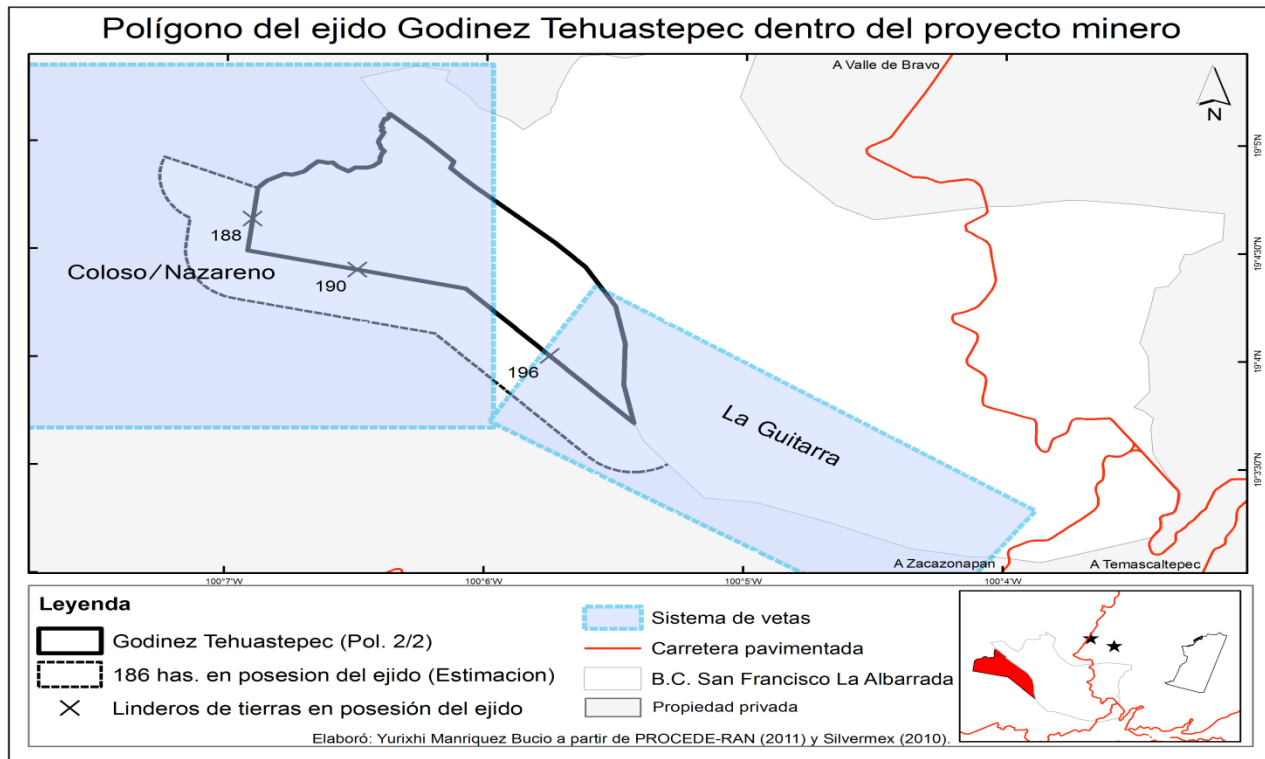 Polígono del ejido Godinez Tehuastepec dentro del proyecto minero
A Valle de Bravo
N
19°5'N
188
Coloso/Nazareno
190
19°4'30"N
196
19°4'N
La Guitarra
19°3'30"N
A Zacazonapan
A Temascaltepec
100°7'W
100°6'W
100°5'W
100°4'W
Leyenda
Godinez Tehuastepec (Pol. 2/2)
186 has. en posesion del ejido (Estimacion)
Linderos de tierras en posesión del ejido
Sistema de vetas
Carretera pavimentada
B.C. San Francisco La Albarrada
Propiedad privada
Elaboró: Yurixhi Manriquez Bucio a partir de PROCEDE-RAN (2011) y Silvermex (2010).